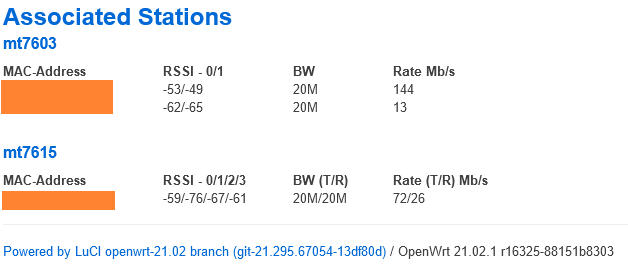 Associated Stations
mt7603
MAC-Address RSSI - 0/1 BW Rate Mb/s
-53/-49 20M 144
-62/-65 20M 13
mt7615
MAC-Address RSSI - 0/1/2/3 BW (T/R) Rate (T/R) Mb/s
-59/-76/-67/-61 20M/20M 72/26
Powered by LuCI openwrt-21.02 branch (git-21.295.67054-13df80d) / OpenWrt 21.02.1 r16325-88151b8303